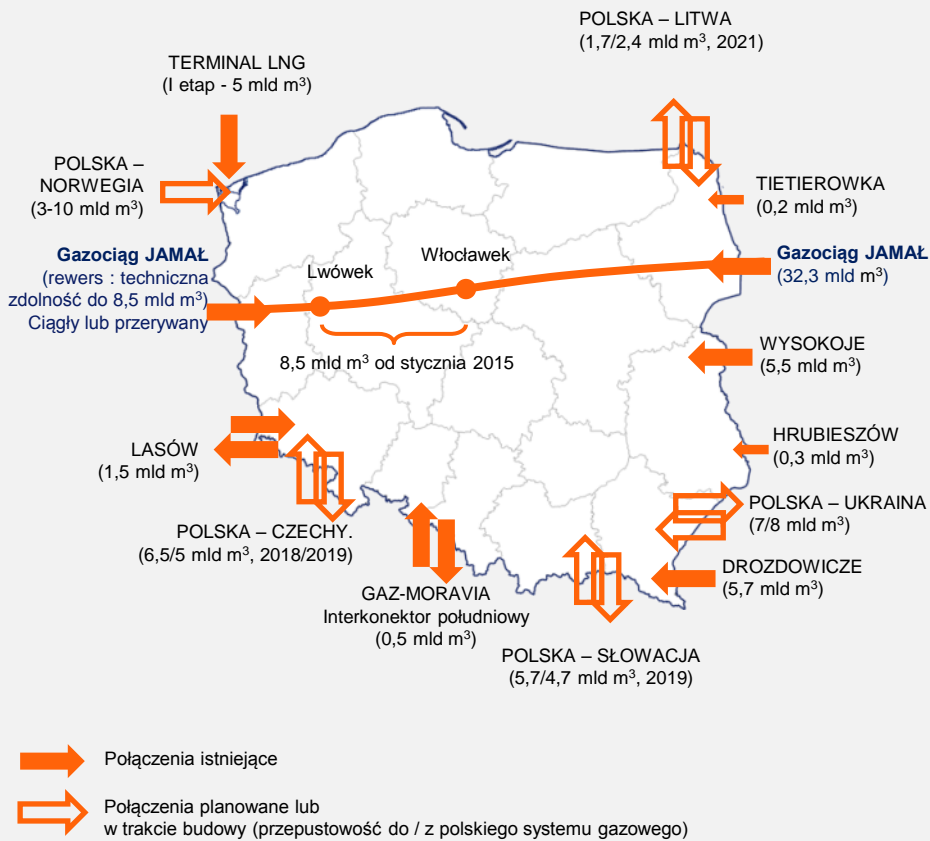 POLSKA – LITWA
(1,7/2,4 mld m³, 2021)
TERMINAL LNG
(I etap - 5 mld m³)
POLSKA –
NORWEGIA
(3-10 mld m³)
TIETIEROWKA
(0,2 mld m³)
Gazociąg JAMAŁ
(rewers : techniczna
zdolność do 8,5 mld m³)
Ciągły lub przerywany
Lwówek
Włocławek
Gazociąg JAMAŁ
(32,3 mld m³)
8,5 mld m³ od stycznia 2015
WYSOKOJE
(5,5 mld m³)
LASÓW
(1,5 mld m³)
HRUBIESZÓW
(0,3 mld m³)
POLSKA – CZECHY.
(6,5/5 mld m³, 2018/2019)
POLSKA – UKRAINA
(7/8 mld m³)
GAZ-MORAVIA
Interkonektor południowy
(0,5 mld m³)
DROZDOWICZE
(5,7 mld m³)
POLSKA – SŁOWACJA
(5,7/4,7 mld m³, 2019)
Połączenia istniejące
Połączenia planowane lub
w trakcie budowy (przepustowość do / z polskiego systemu gazowego)